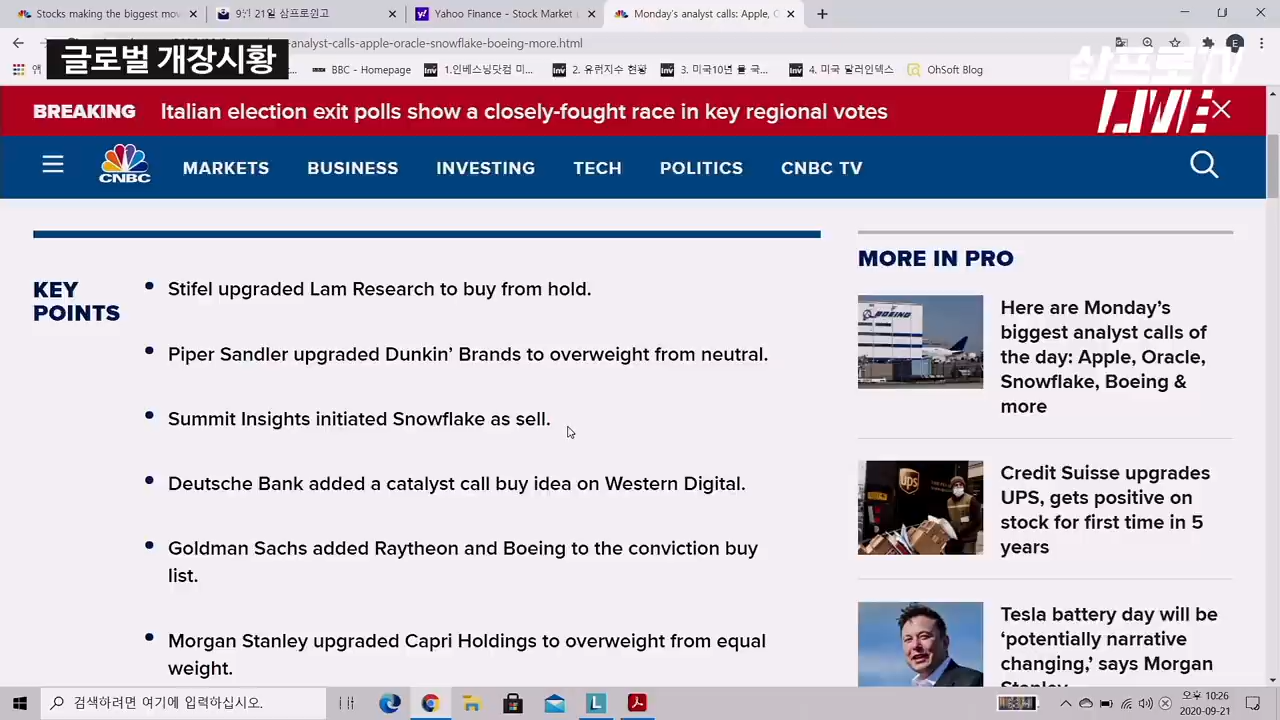 Stocks making the biggest mov
9월 21일 삼프로원고
Yahoo Finance - Stock Market
Monday's analyst calls: Apple, O
analyst-calls-apple-oracle-snowflake-boeing-more.html
글로벌 개장시황
삼프로TV
LIVE
BBC - Homepage
1.인베스팅닷컴 미...
2. 유럽지수 현황
3. 미국10년 물 국...
4. 미국 달러인덱스
OhSoft Blog
BREAKING
Italian election exit polls show a closely-fought race in key regional votes
CNBC
MARKETS
BUSINESS
INVESTING
TECH
POLITICS
CNBC TV
KEY
POINTS
Stifel upgraded Lam Research to buy from hold.
Piper Sandler upgraded Dunkin' Brands to overweight from neutral.
Summit Insights initiated Snowflake as sell.
Deutsche Bank added a catalyst call buy idea on Western Digital.
Goldman Sachs added Raytheon and Boeing to the conviction buy
list.
Morgan Stanley upgraded Capri Holdings to overweight from equal
weight.
MORE IN PRO
BOEING
Here are Monday's
biggest analyst calls of
the day: Apple, Oracle,
Snowflake, Boeing &
more
ups
Credit Suisse upgrades
UPS, gets positive on
stock for first time in 5
years
Tesla battery day will be
'potentially narrative
changing,' says Morgan
Stanley
검색하려면 여기에 입력하십시오.
오후 10:26
2020-09-21